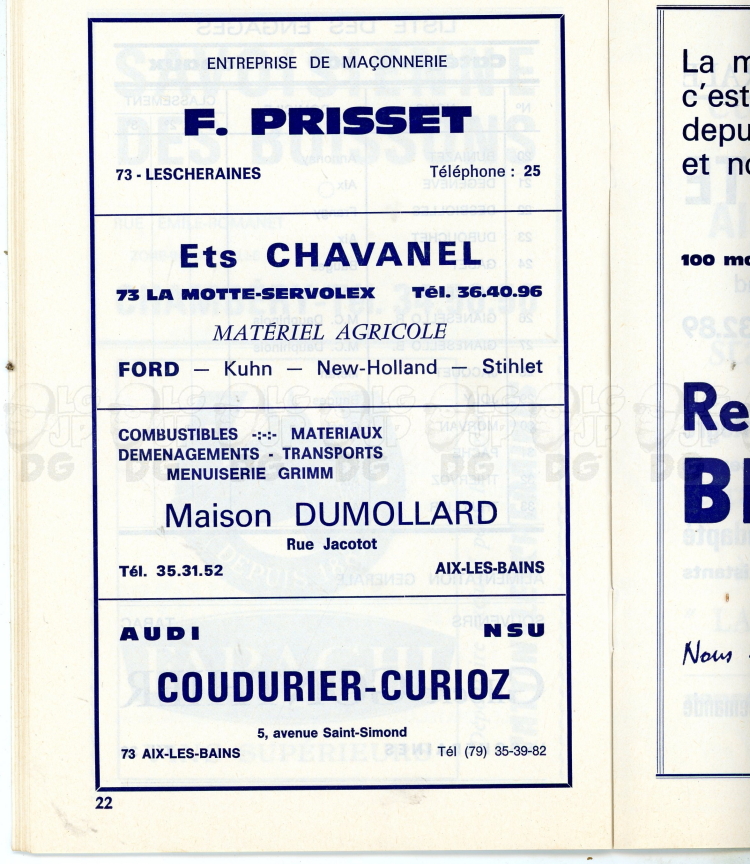 ENTREPRISE DE MAÇONNERIE
F. PRISSET
73 - LESCHERAINES Téléphone : 25
Ets CHAVANEL
73 LA MOTTE-SERVOLEX Tél. 36.40.96
MATÉRIEL AGRICOLE
FORD — Kuhn — New-Holland — Stihlet
COMBUSTIBLES -:-:- MATERIAUX
DEMENAGEMENTS - TRANSPORTS
MENUISERIE GRIMM
Maison DUMOLLARD
Rue Jacotot
Tél. 35.31.52 AIX-LES-BAINS
AUDI NSU
COUDURIER-CURIOZ
5, avenue Saint-Simond
73 AIX-LES-BAINS Tél (79) 35-39-82
22
La m
c'est
depu
et no
100 mo
Re
Nous